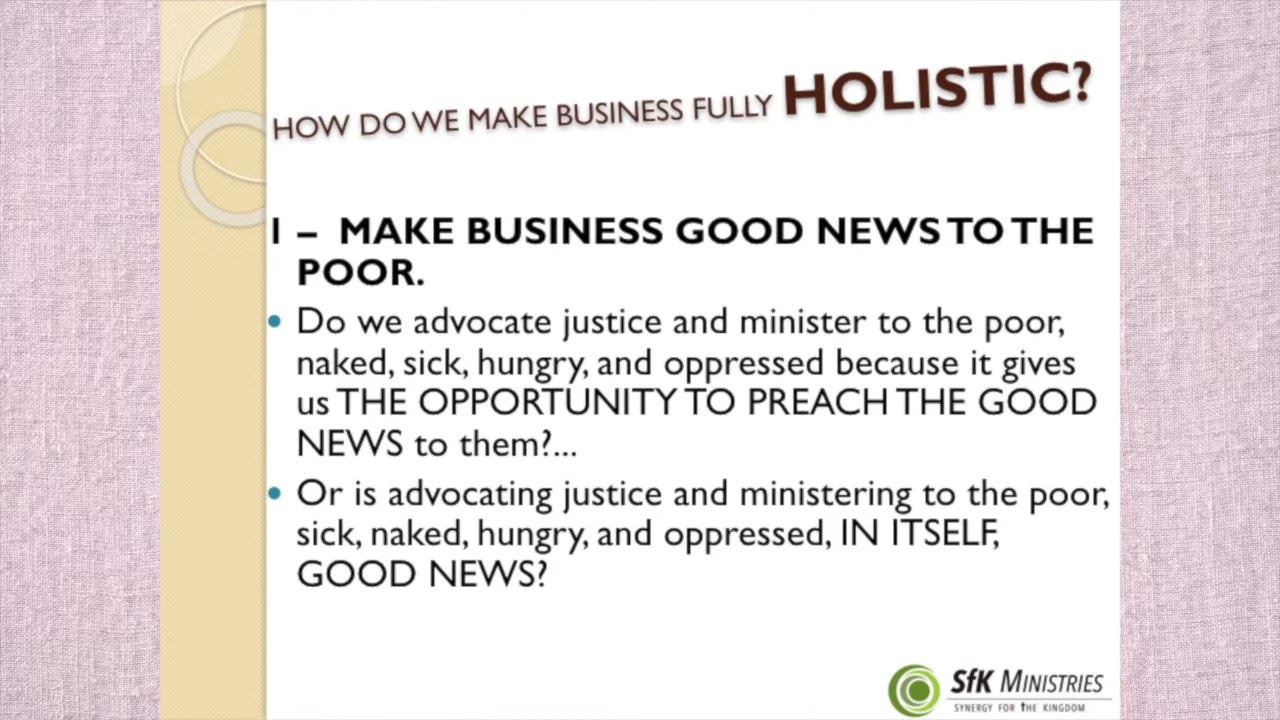 HOW DO WE MAKE BUSINESS FULLY HOLISTIC?
1 – MAKE BUSINESS GOOD NEWS TO THE
POOR.
• Do we advocate justice and minister to the poor,
naked, sick, hungry, and oppressed because it gives
us THE OPPORTUNITY TO PREACH THE GOOD
NEWS to them?...
• Or is advocating justice and ministering to the poor,
sick, naked, hungry, and oppressed, IN ITSELF,
GOOD NEWS?
SfK MINISTRIES
SYNERGY FOR THE KINGDOM